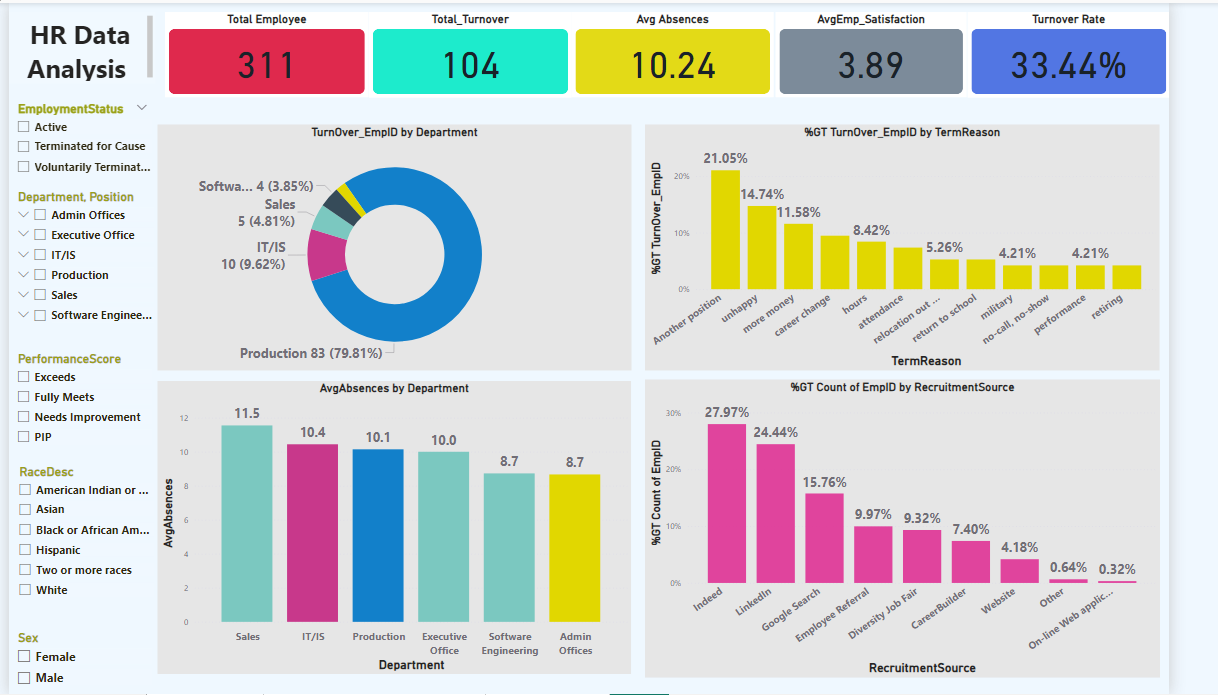 HR Data
Analysis
Total Employee
311
Total_Turnover
104
Avg Absences
10.24
AvgEmp_Satisfaction
3.89
Turnover Rate
33.44%
EmploymentStatus
Active
Terminated for Cause
Voluntarily Terminat...
Department, Position
Admin Offices
Executive Office
IT/IS
Production
Sales
Software Enginee...
PerformanceScore
Exceeds
Fully Meets
Needs Improvement
PIP
RaceDesc
American Indian or ...
Asian
Black or African Am...
Hispanic
Two or more races
White
Sex
Female
Male
TurnOver_EmpID by Department
Softwa... 4 (3.85%)
Sales
5 (4.81%)
IT/IS
10 (9.62%)
Production 83 (79.81%)
%GT TurnOver_EmpID by TermReason
%GT TurnOver_EmpID
20%
10%
0%
21.05%
14.74%
11.58%
8.42%
5.26%
4.21%
4.21%
Another position
unhappy
more money
career change
hours
attendance
relocation out ...
return to school
military
no-call, no-show
performance
retiring
TermReason
AvgAbsences by Department
AvgAbsences
12
10
8
6
4
2
0
11.5
10.4
10.1
10.0
8.7
8.7
Sales
IT/IS
Production
Executive
Office
Software
Engineering
Admin
Offices
Department
%GT Count of EmpID by RecruitmentSource
%GT Count of EmpID
30%
20%
10%
0%
27.97%
24.44%
15.76%
9.97%
9.32%
7.40%
4.18%
0.64%
0.32%
Indeed
LinkedIn
Google Search
Employee Referral
Diversity Job Fair
CareerBuilder
Website
Other
On-line Web applic...
RecruitmentSource